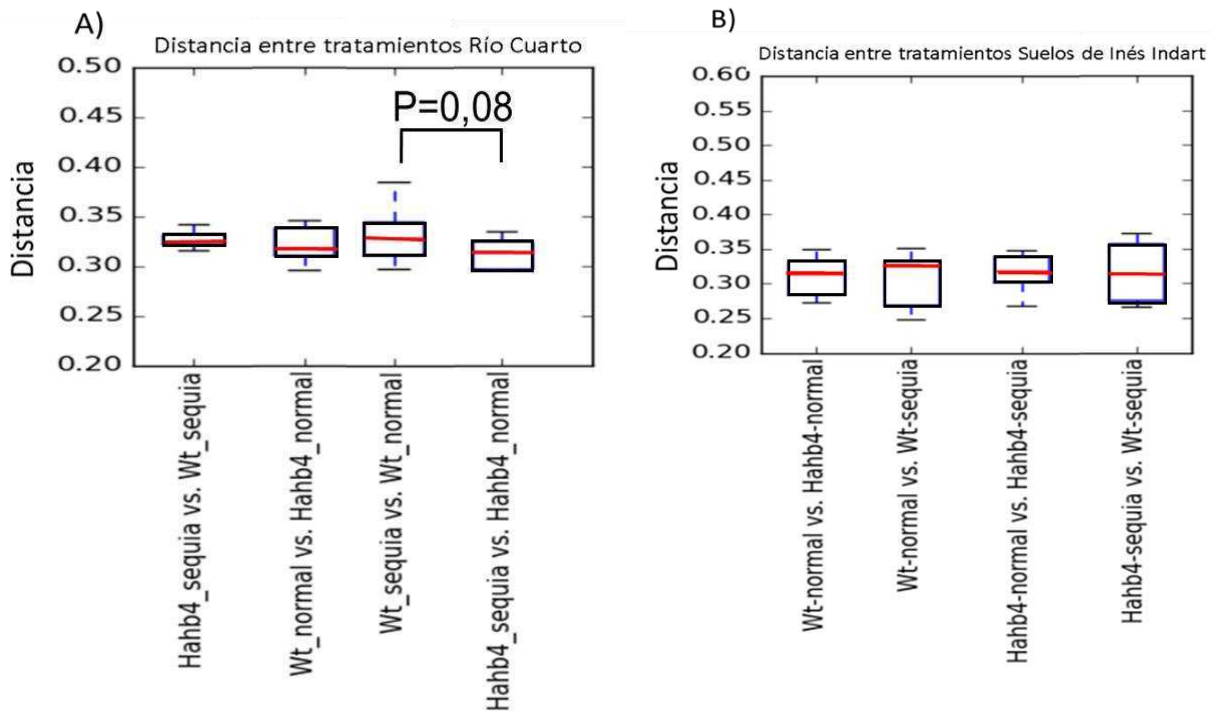 A)
Distancia entre tratamientos Río Cuarto
0.50
0.45
0.40
0.35
0.30
0.25
0.20
Distancia
P=0,08
Hahb4_sequia vs. Wt_sequia
Wt_normal vs. Hahb4_normal
Wt_sequia vs. Wt_normal
Hahb4_sequia vs. Hahb4_normal
B)
Distancia entre tratamientos Suelos de Inés Indart
0.60
0.55
0.50
0.45
0.40
0.35
0.30
0.25
0.20
Distancia
Wt-normal vs. Hahb4-normal
Wt-normal vs. Wt-sequia
Hahb4-normal vs. Hahb4-sequia
Hahb4-sequia vs. Wt-sequia